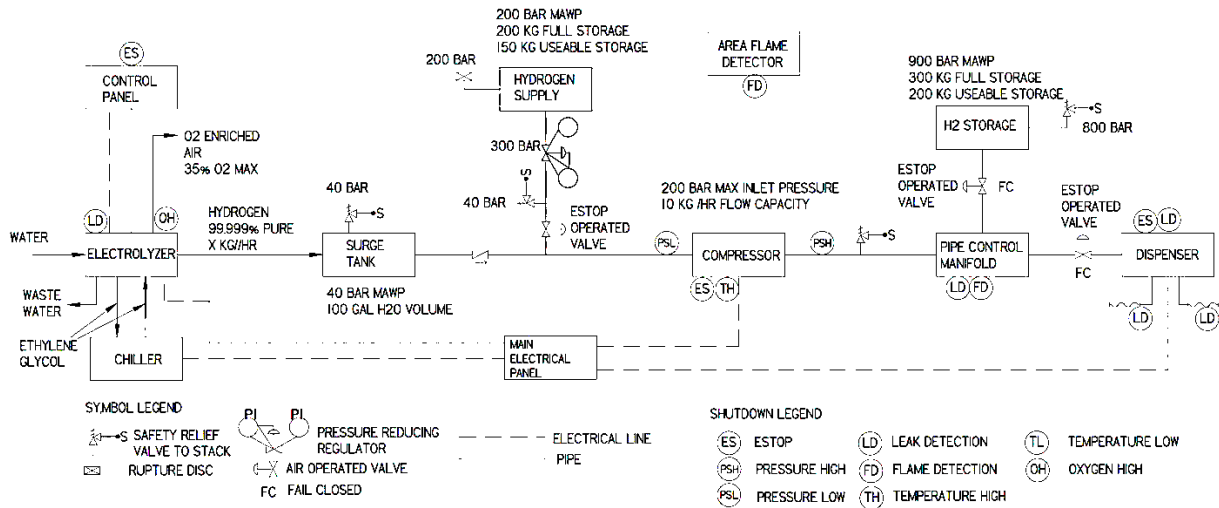 200 BAR MAWP
200 KG FULL STORAGE
150 KG USEABLE STORAGE
ES
CONTROL
PANEL
200 BAR
HYDROGEN
SUPPLY
AREA FLAME
DETECTOR
FD
900 BAR MAWP
300 KG FULL STORAGE
200 KG USEABLE STORAGE
H2 STORAGE
S
800 BAR
O2 ENRICHED
AIR
35% O2 MAX
300 BAR
S
40 BAR
40 BAR
S
ESTOP
OPERATED
VALVE
200 BAR MAX INLET PRESSURE
10 KG /HR FLOW CAPACITY
ESTOP
OPERATED
VALVE
FC
ESTOP
OPERATED
VALVE
LD
OH
HYDROGEN
99.999% PURE
X KG/HR
WATER
ELECTROLYZER
SURGE
TANK
PSL
COMPRESSOR
PSH
S
PIPE CONTROL
MANIFOLD
FC
ES
LD
DISPENSER
ES
TH
LD
FD
LD
LD
WASTE
WATER
40 BAR MAWP
100 GAL H20 VOLUME
ETHYLENE
GLYCOL
CHILLER
MAIN
ELECTRICAL
PANEL
SYMBOL LEGEND
S SAFETY RELIEF
VALVE TO STACK
RUPTURE DISC
PI
PI
PRESSURE REDUCING
REGULATOR
AIR OPERATED VALVE
FC FAIL CLOSED
ELECTRICAL LINE
PIPE
SHUTDOWN LEGEND
ES ESTOP
PSH PRESSURE HIGH
PSL PRESSURE LOW
LD LEAK DETECTION
FD FLAME DETECTION
TH TEMPERATURE HIGH
TL TEMPERATURE LOW
OH OXYGEN HIGH